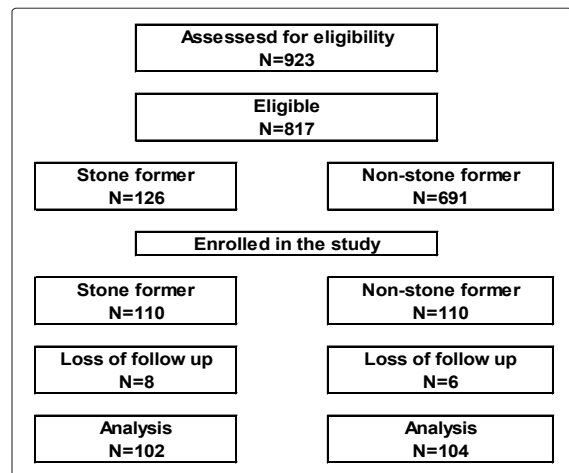 Assessesd for eligibility
N=923
Eligible
N=817
Stone former
N=126
Non-stone former
N=691
Enrolled in the study
Stone former
N=110
Non-stone former
N=110
Loss of follow up
N=8
Loss of follow up
N=6
Analysis
N=102
Analysis
N=104